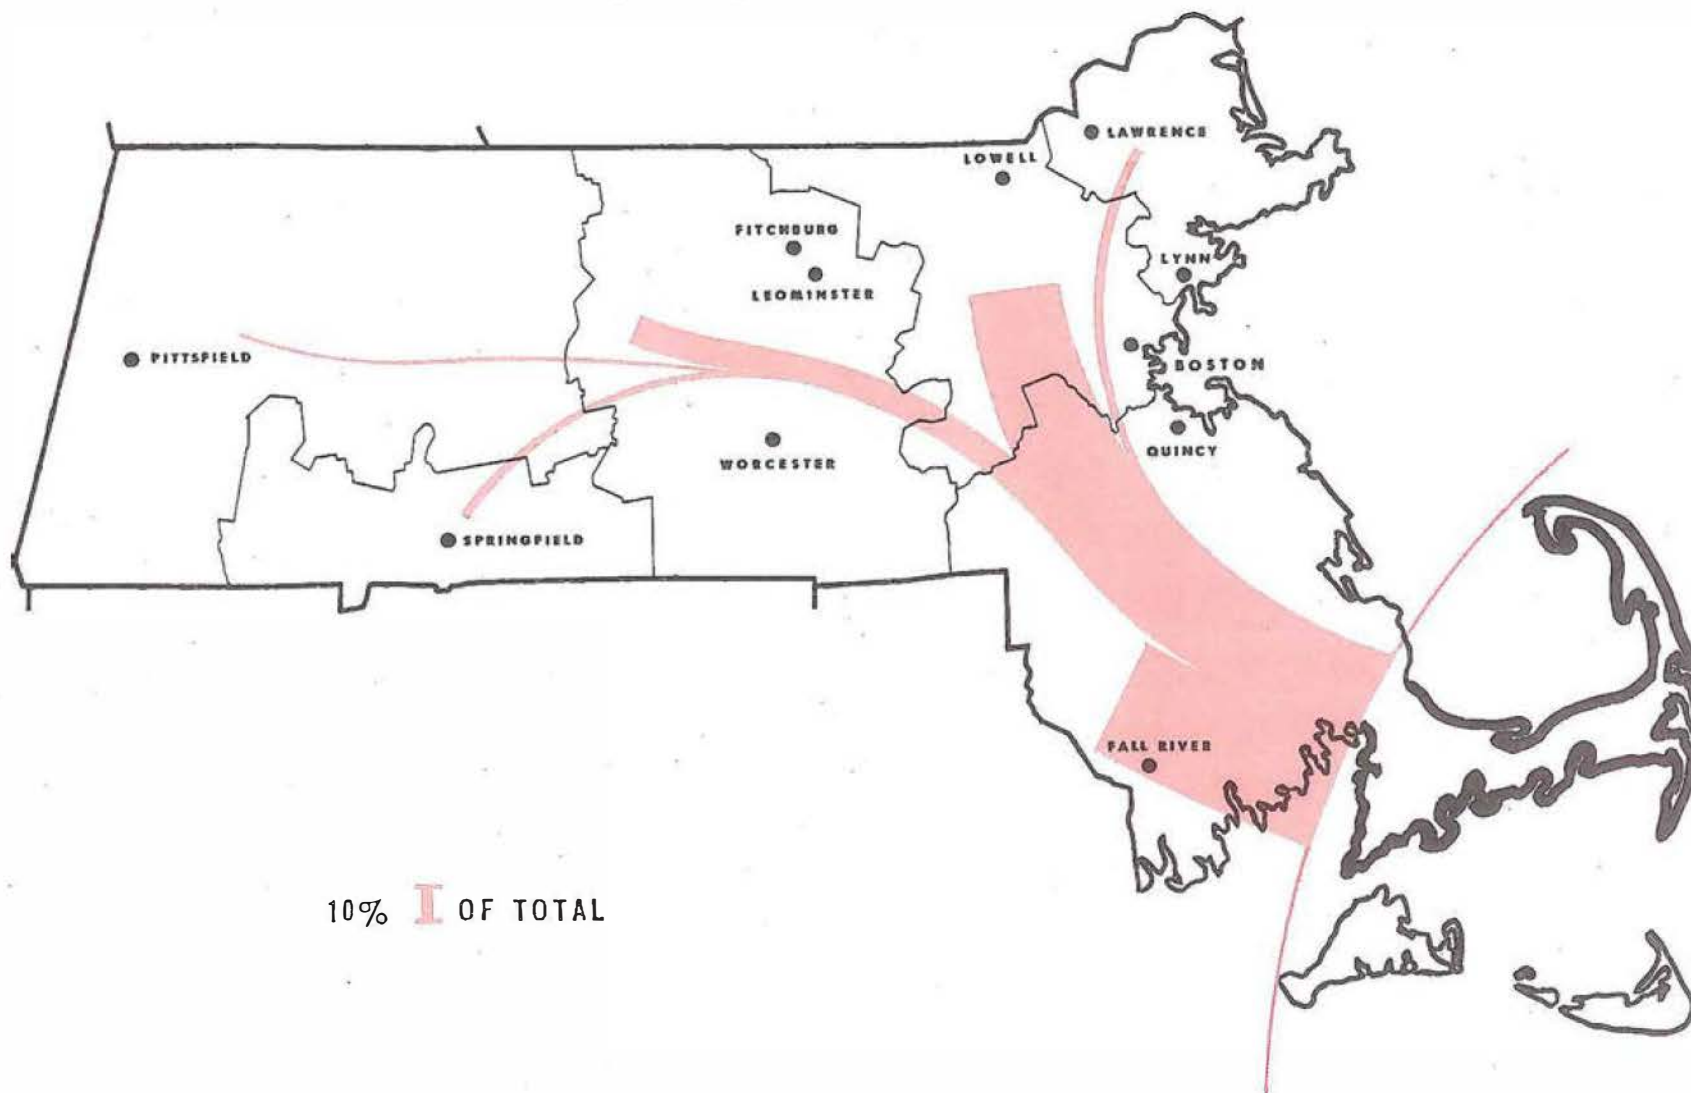 LAWRENCE
LOWELL
FITCHBURG
LYNN
LEOMINSTER
PITTSFIELD
BOSTON
QUINCY
WORCESTER
SPRINGFIELD
FALL RIVER
10% OF TOTAL